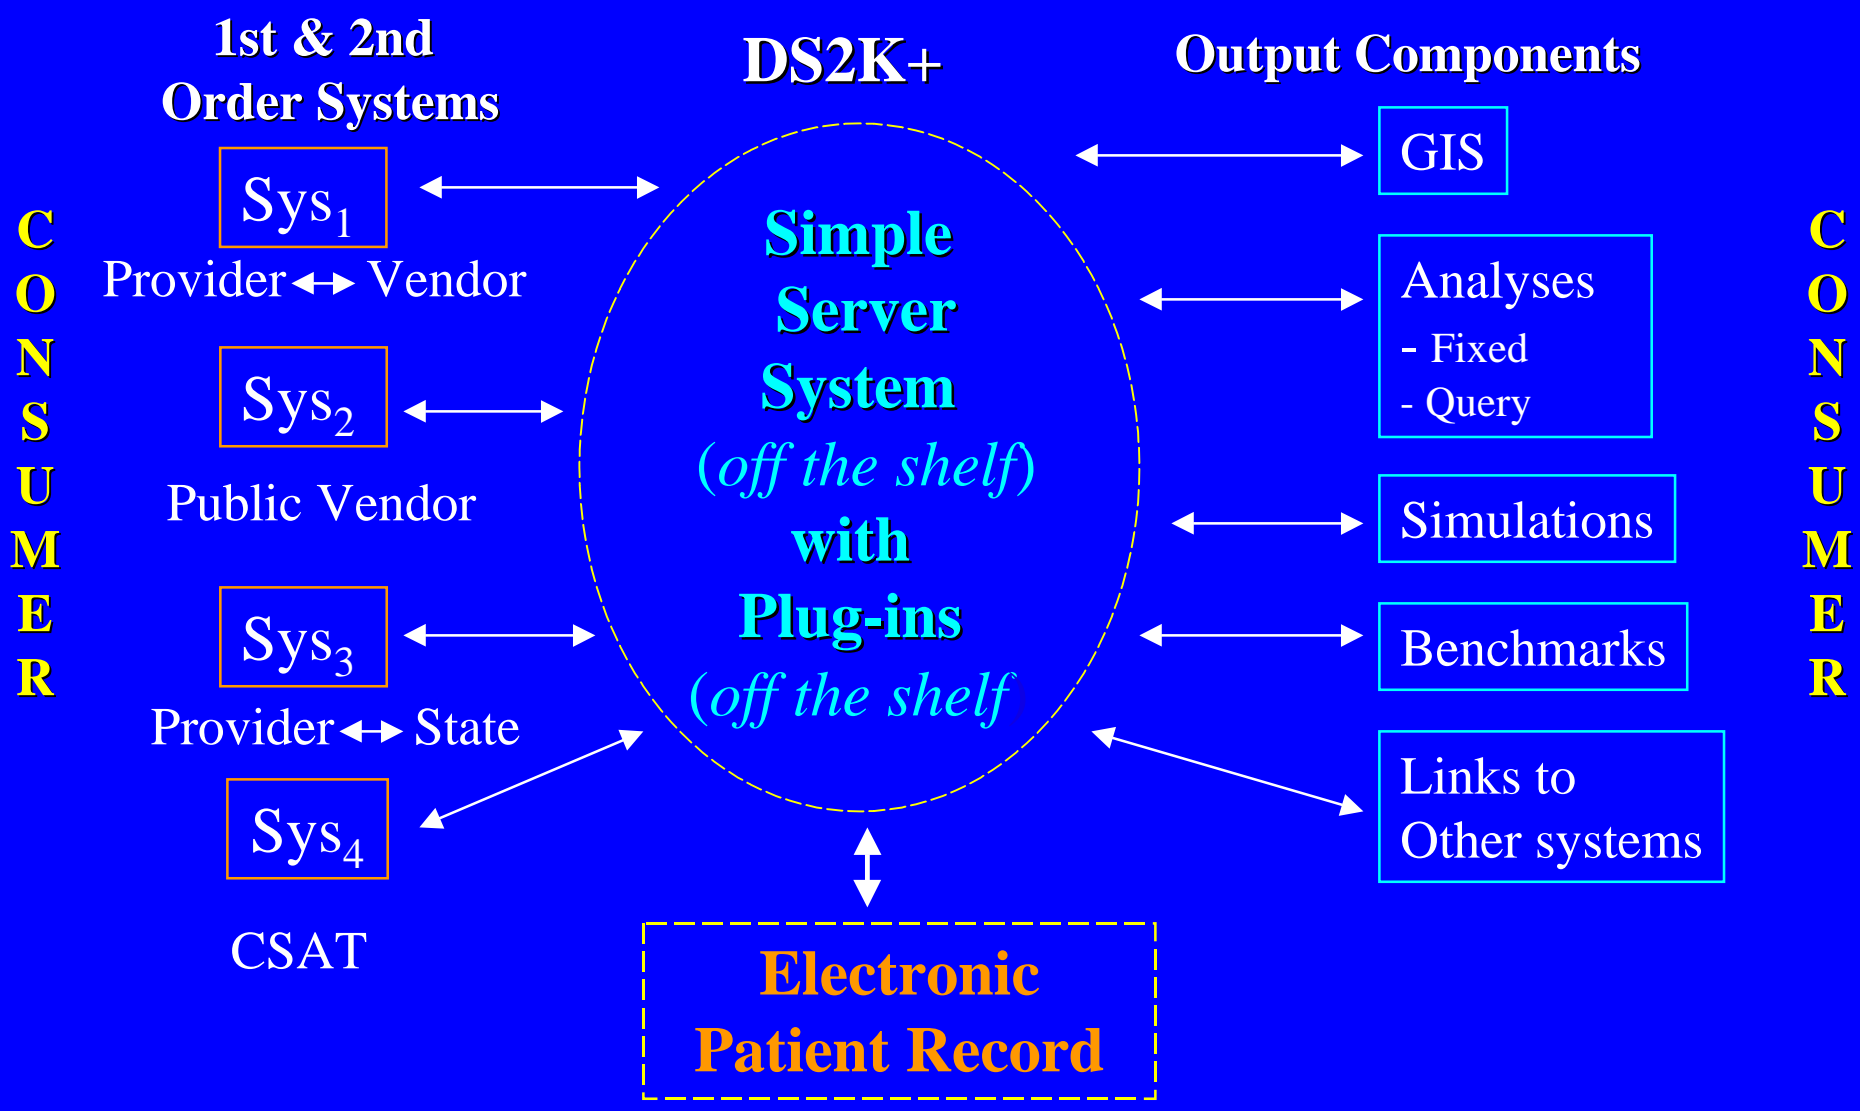 1st & 2nd
Order Systems
Sys1
Provider Vendor
Sys2
Public Vendor
Sys3
Provider State
Sys4
CSAT
CONSUMER
DS2K+
Simple
Server
System
(off the shelf)
with
Plug-ins
(off the shelf)
Electronic
Patient Record
Output Components
GIS
Analyses
- Fixed
- Query
Simulations
Benchmarks
Links to
Other systems
CONSUMER